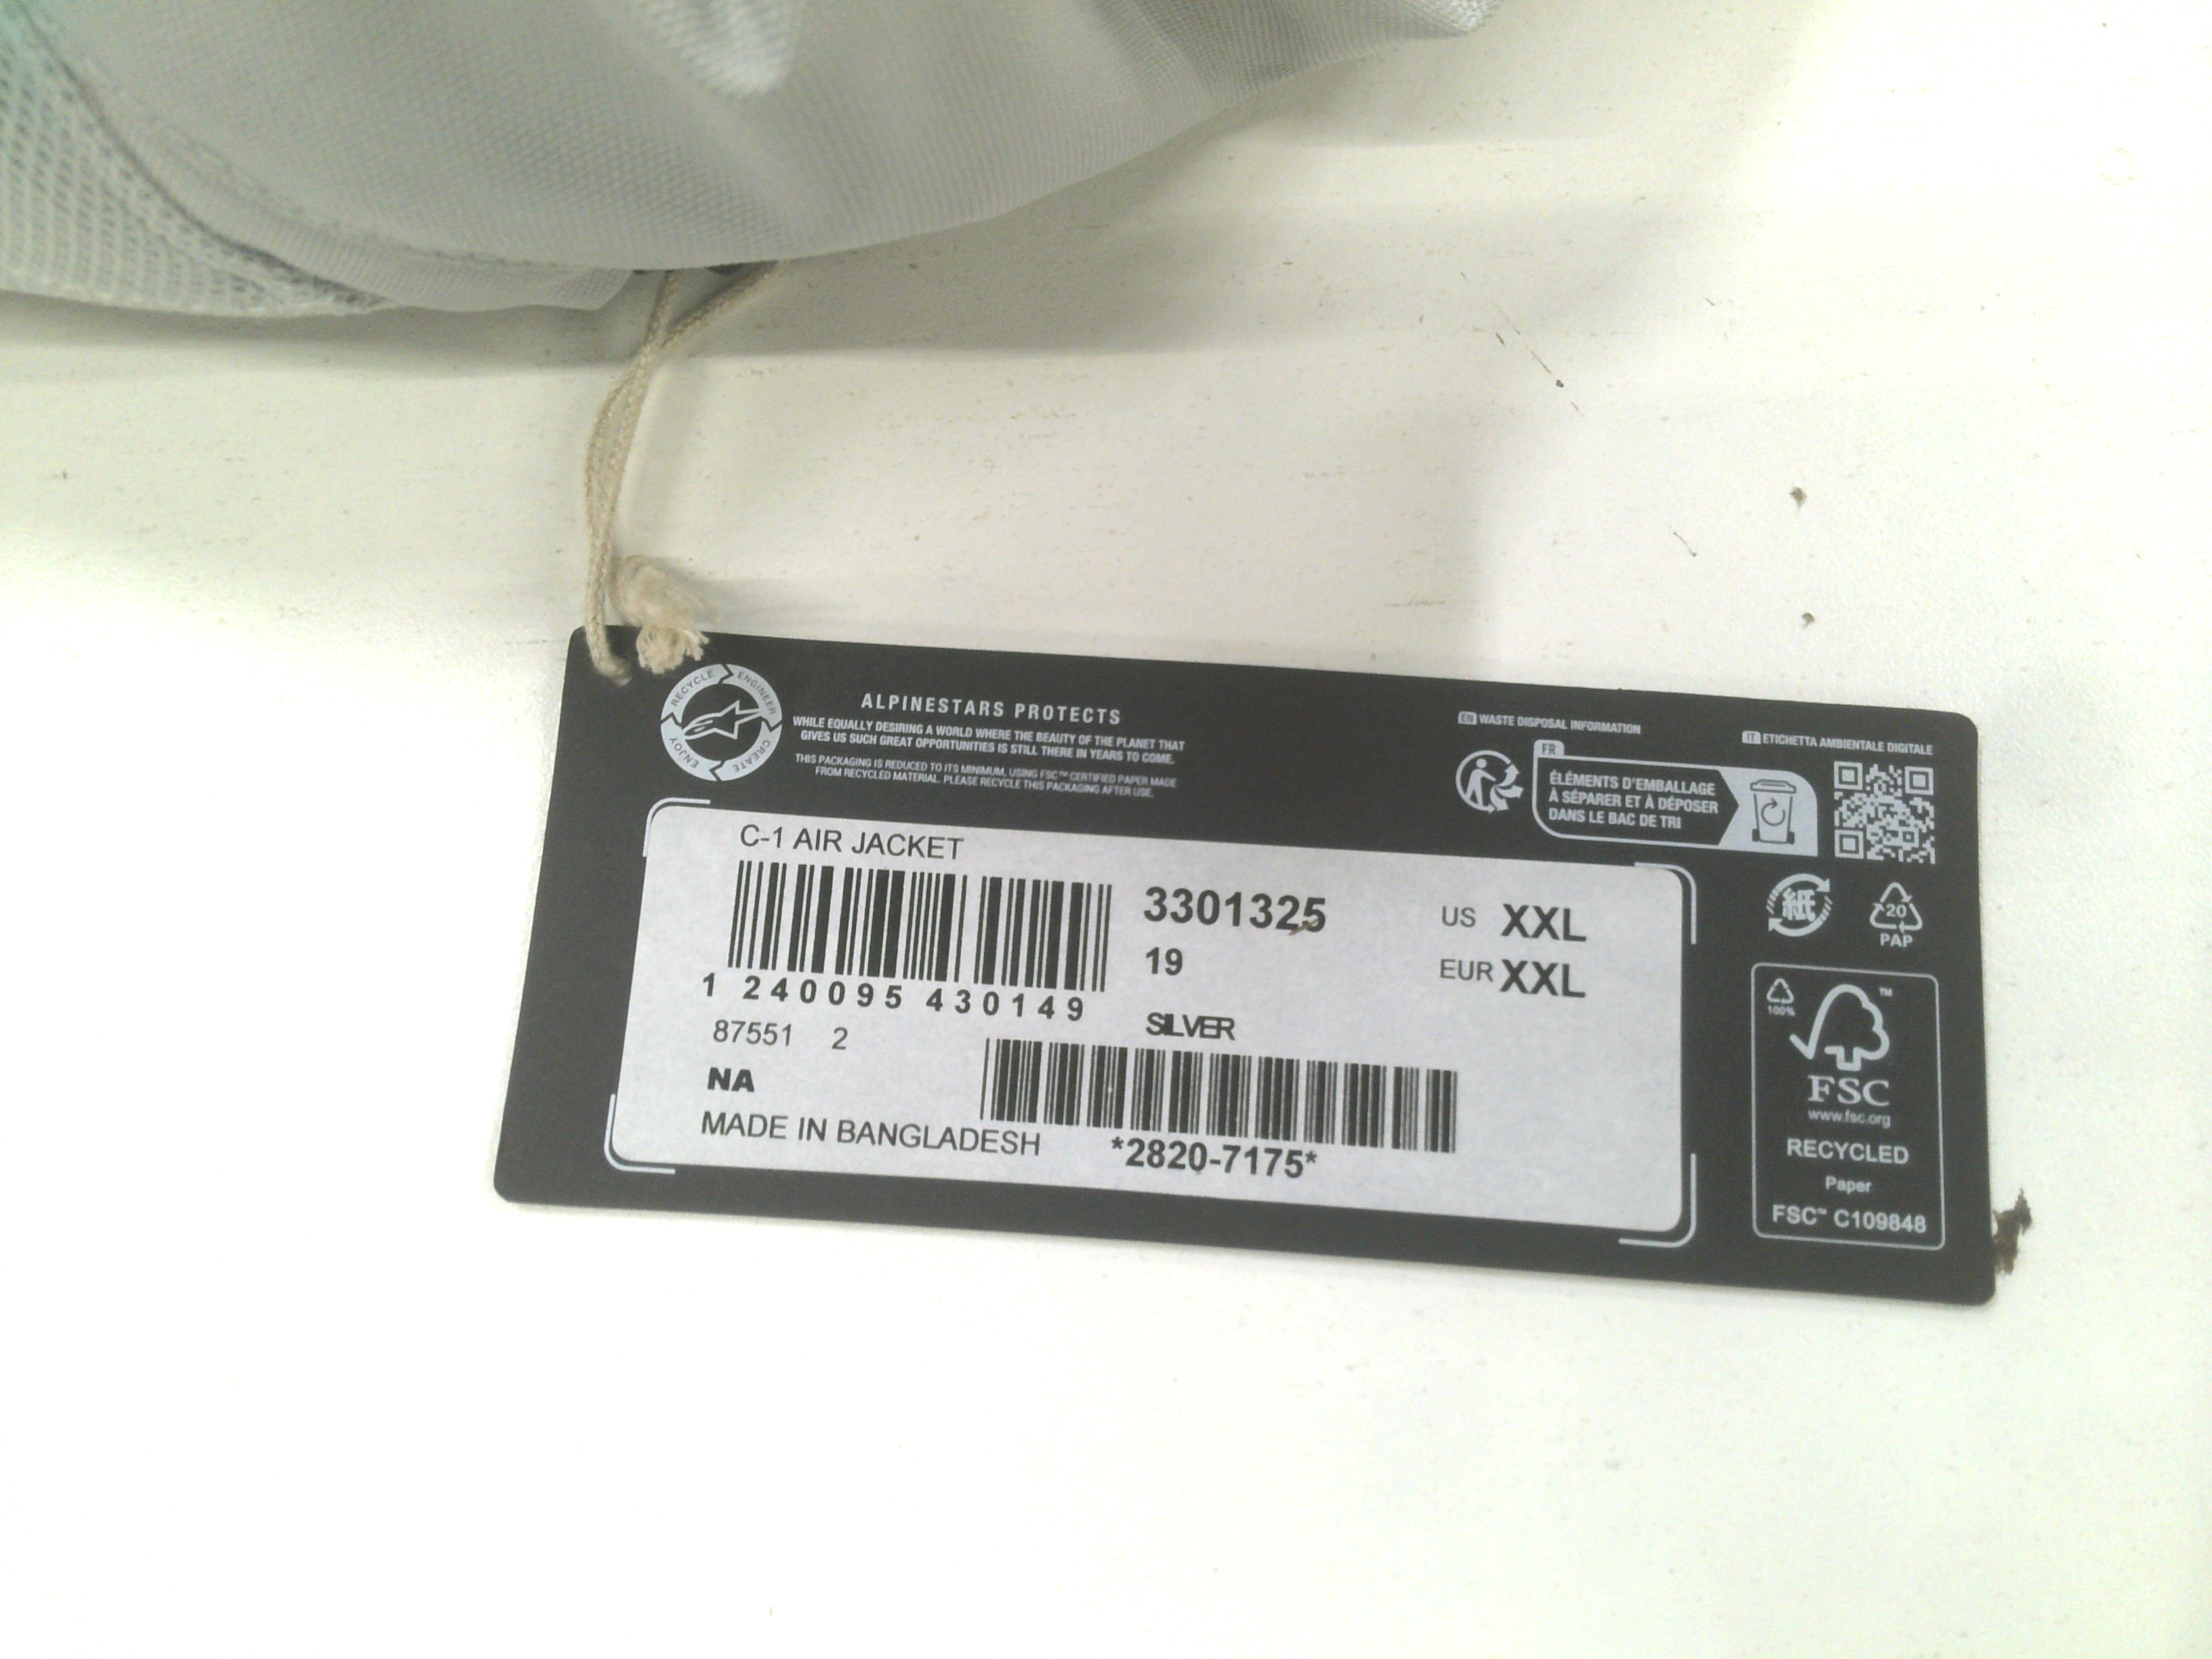 RECYCLE ENGINEER CREATE ENJOY
ALPINESTARS PROTECTS
WHILE EQUALLY DESIRING A WORLD WHERE THE BEAUTY OF THE PLANET THAT
GIVES US SUCH GREAT OPPORTUNITIES IS STILL THERE IN YEARS TO COME.
THIS PACKAGING IS REDUCED TO ITS MINIMUM, USING FSC™ CERTIFIED PAPER MADE
FROM RECYCLED MATERIAL. PLEASE RECYCLE THIS PACKAGING AFTER USE.
EN WASTE DISPOSAL INFORMATION
FR
ÉLÉMENTS D'EMBALLAGE
À SÉPARER ET À DÉPOSER
DANS LE BAC DE TRI
IT ETICHETTA AMBIENTALE DIGITALE
C-1 AIR JACKET
1 240095 430149
87551 2
NA
MADE IN BANGLADESH
3301325
19
SILVER
US XXL
EUR XXL
*2820-7175*
紙
20
PAP
100%
™
FSC
www.fsc.org
RECYCLED
Paper
FSC™ C109848